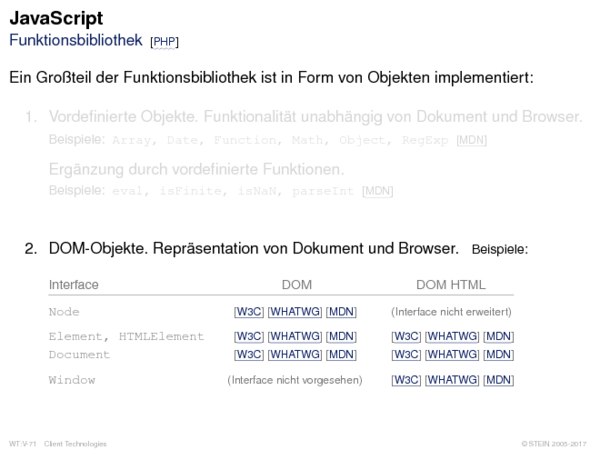 JavaScript
Funktionsbibliothek [PHP]
Ein Großteil der Funktionsbibliothek ist in Form von Objekten implementiert:
1. Vordefinierte Objekte. Funktionalität unabhängig von Dokument und Browser.
Beispiele: Array, Date, Function, Math, Object, RegExp [MDN]
Ergänzung durch vordefinierte Funktionen.
Beispiele: eval, isFinite, isNaN, parseInt [MDN]
2. DOM-Objekte. Repräsentation von Dokument und Browser. Beispiele:
Interface DOM DOM HTML
Node [W3C] [WHATWG] [MDN] (Interface nicht erweitert)
Element, HTMLElement [W3C] [WHATWG] [MDN] [W3C] [WHATWG] [MDN]
Document [W3C] [WHATWG] [MDN] [W3C] [WHATWG] [MDN]
Window (Interface nicht vorgesehen) [W3C] [WHATWG] [MDN]
WT:V-71 Client Technologies © STEIN 2005-2017